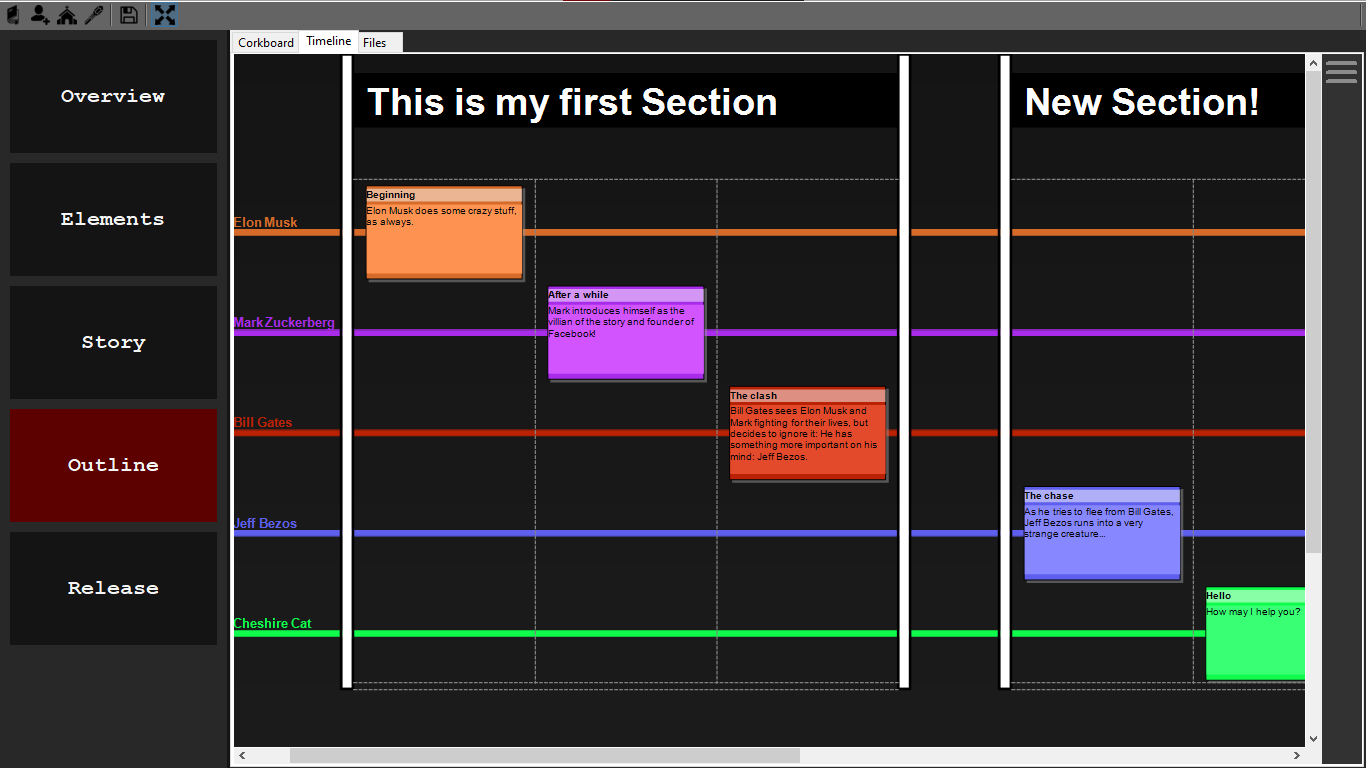 Corkboard Timeline Files
Overview
Elements
Story
Outline
Release
This is my first Section
New Section!
Elon Musk
Beginning
Elon Musk does some crazy stuff,
as always.
Mark Zuckerberg
After a while
Mark introduces himself as the
villian of the story and founder of
Facebook!
Bill Gates
The clash
Bill Gates sees Elon Musk and
Mark fighting for their lives, but
decides to ignore it: He has
something more important on his
mind: Jeff Bezos.
Jeff Bezos
The chase
As he tries to flee from Bill Gates,
Jeff Bezos runs into a very
strange creature...
Cheshire Cat
Hello
How may I help you?